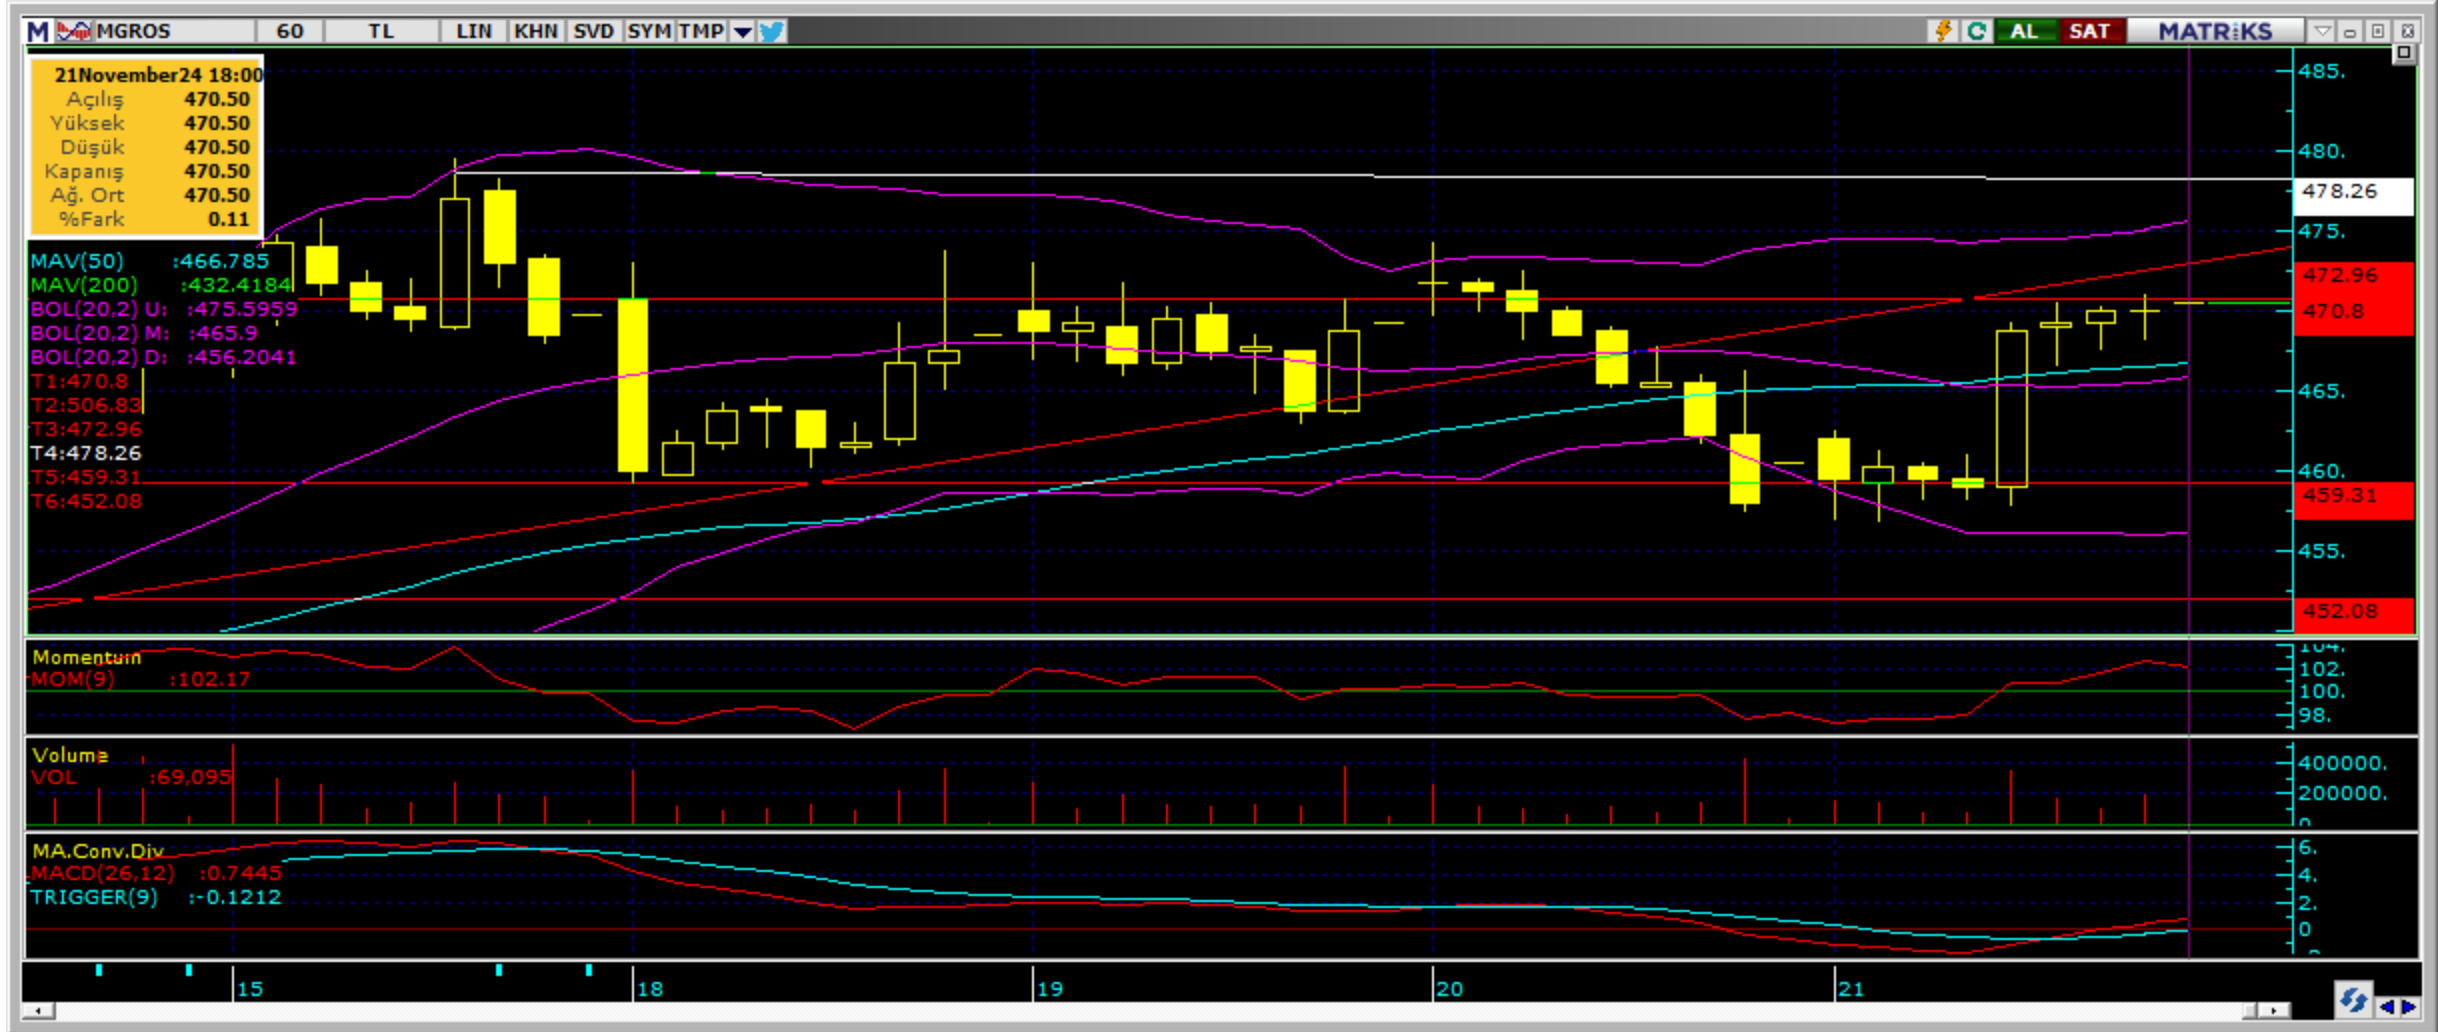 M MGROS 60 TL LIN KHN SVD SYM TMP AL SAT MATRİKS
21November24 18:00
Açılış 470.50
Yüksek 470.50
Düşük 470.50
Kapanış 470.50
Ağ. Ort 470.50
%Fark 0.11
MAV(50) :466.785
MAV(200) :432.4184
BOL(20,2) U: :475.5959
BOL(20,2) M: :465.9
BOL(20,2) D: :456.2041
T1:470.8
T2:506.83
T3:472.96
T4:478.26
T5:459.31
T6:452.08
485.
480.
478.26
475.
472.96
470.8
465.
460.
459.31
455.
452.08
Momentum
MOM(9) :102.17
104.
102.
100.
98.
Volume
VOL :69,095
400000.
200000.
0
MA.Conv.Div
MACD(26,12) :0.7445
TRIGGER(9) :-0.1212
6.
4.
2.
0
15 18 19 20 21